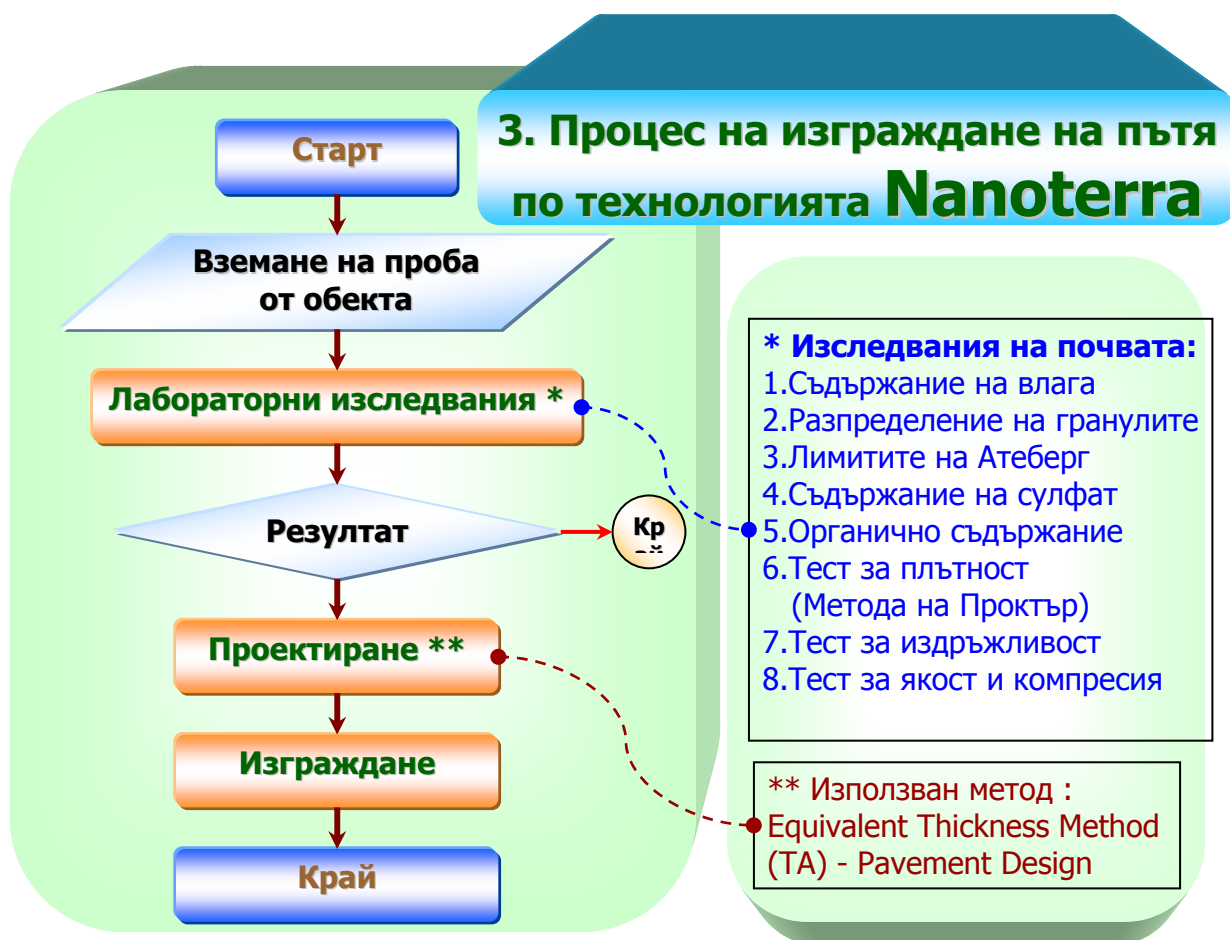 3. Процес на изграждане на пътя
по технологията Nanoterra
Старт
Вземане на проба
от обекта
Лабораторни изследвания *
Резултат
Кр
ай
Проектиране **
Изграждане
Край
* Изследвания на почвата:
1.Съдържание на влага
2.Разпределение на гранулите
3.Лимитите на Атеберг
4.Съдържание на сулфат
5.Органично съдържание
6.Тест за плътност
(Метода на Проктър)
7.Тест за издръжливост
8.Тест за якост и компресия
** Използван метод :
Equivalent Thickness Method
(TA) - Pavement Design